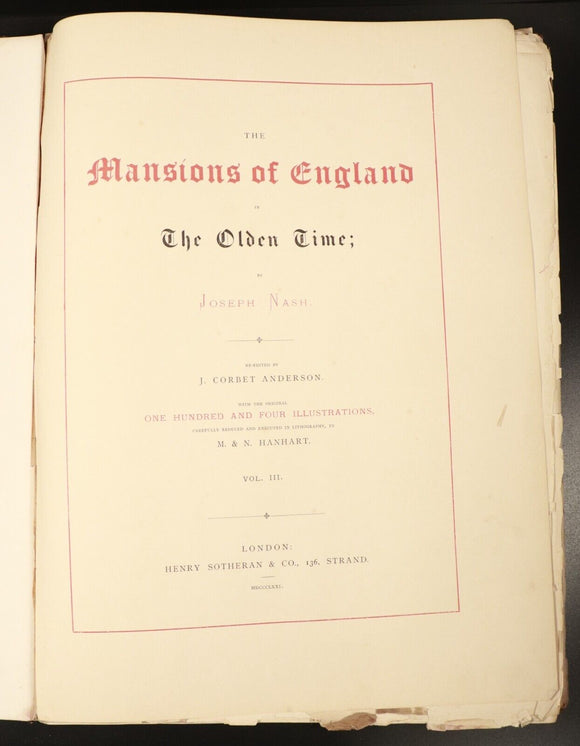 THE
Mansions of England
IN
The Olden Time;
BY
JOSEPH NASH.
RE-EDITED BY
J. CORBET ANDERSON.
WITH THE ORIGINAL
ONE HUNDRED AND FOUR ILLUSTRATIONS,
CAREFULLY REDUCED AND EXECUTED IN LITHOGRAPHY, BY
M. & N. HANHART.
VOL. III.
LONDON:
HENRY SOTHERAN & CO., 136, STRAND.
MDCCCLXXI.